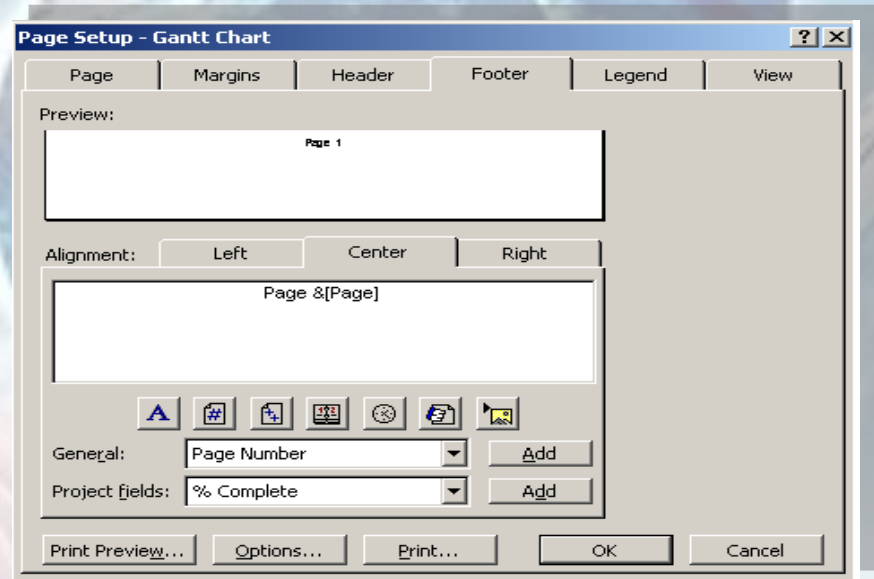 Page Setup - Gantt Chart
Page Margins Header Footer Legend View
Preview:
Page 1
Alignment: Left Center Right
Page &[Page]
A # ++
General: Page Number Add
Project fields: % Complete Add
Print Preview... Options... Print... OK Cancel